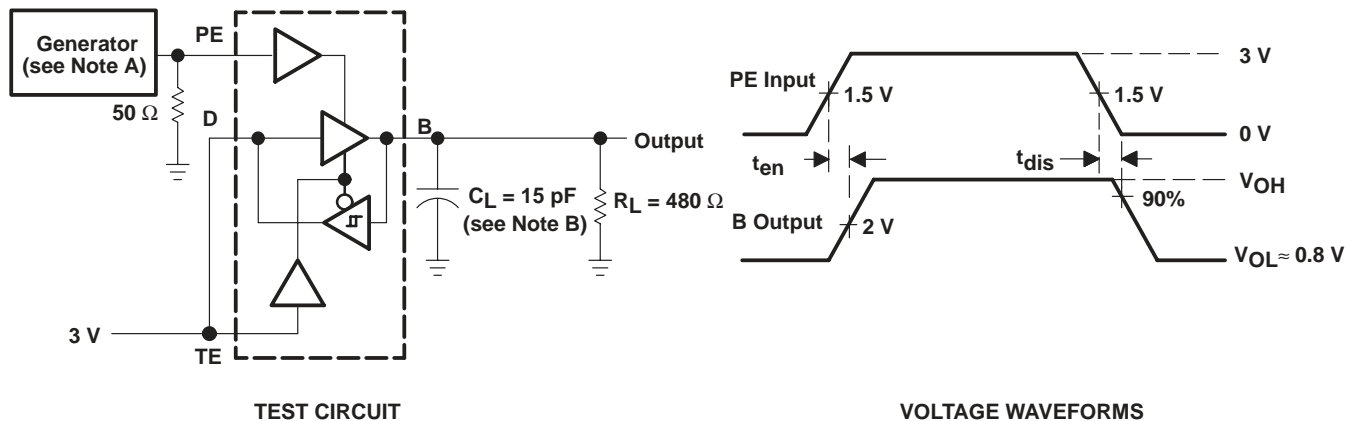 Generator
(see Note A)
PE
50 Ω
D
B
Output
C_L = 15 pF
(see Note B)
R_L = 480 Ω
3 V
TE
TEST CIRCUIT
PE Input
1.5 V
1.5 V
3 V
0 V
t_en
t_dis
V_OH
90%
B Output
2 V
V_OL ≈ 0.8 V
VOLTAGE WAVEFORMS